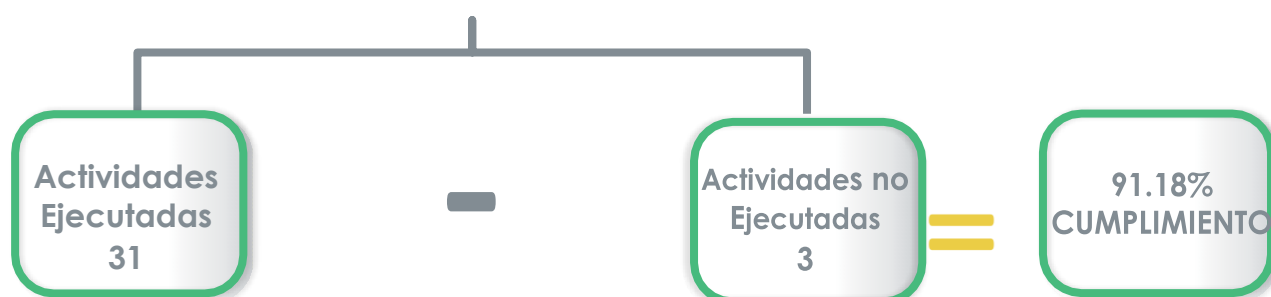 Actividades
Ejecutadas
31
-
Actividades no
Ejecutadas
3
=
91.18%
CUMPLIMIENTO